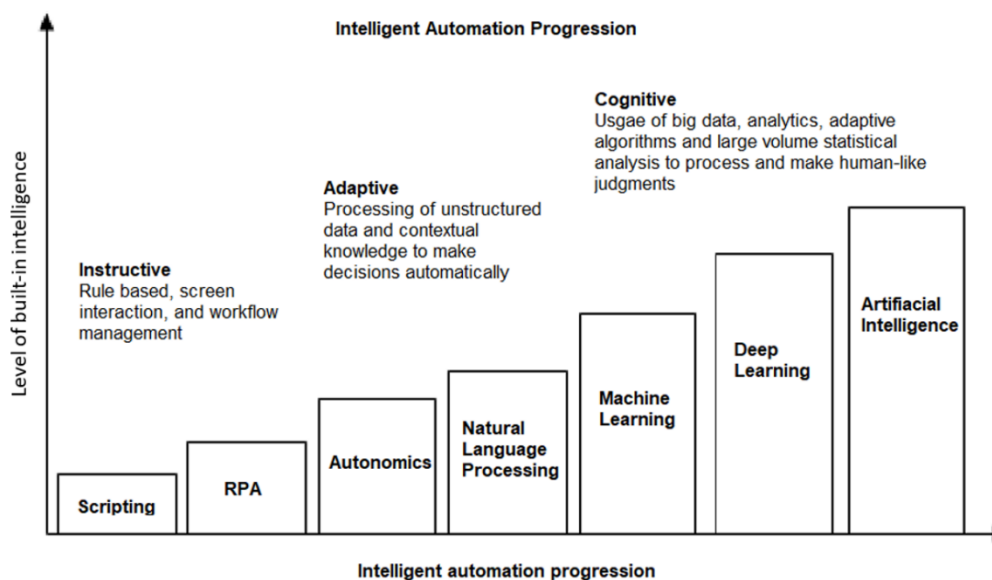 Intelligent Automation Progression
Cognitive
Usgae of big data, analytics, adaptive
algorithms and large volume statistical
analysis to process and make human-like
judgments
Adaptive
Processing of unstructured
data and contextual
knowledge to make
decisions automatically
Instructive
Rule based, screen
interaction, and workflow
management
Level of built-in intelligence
Scripting
RPA
Autonomics
Natural
Language
Processing
Machine
Learning
Deep
Learning
Artifiacial
Intelligence
Intelligent automation progression